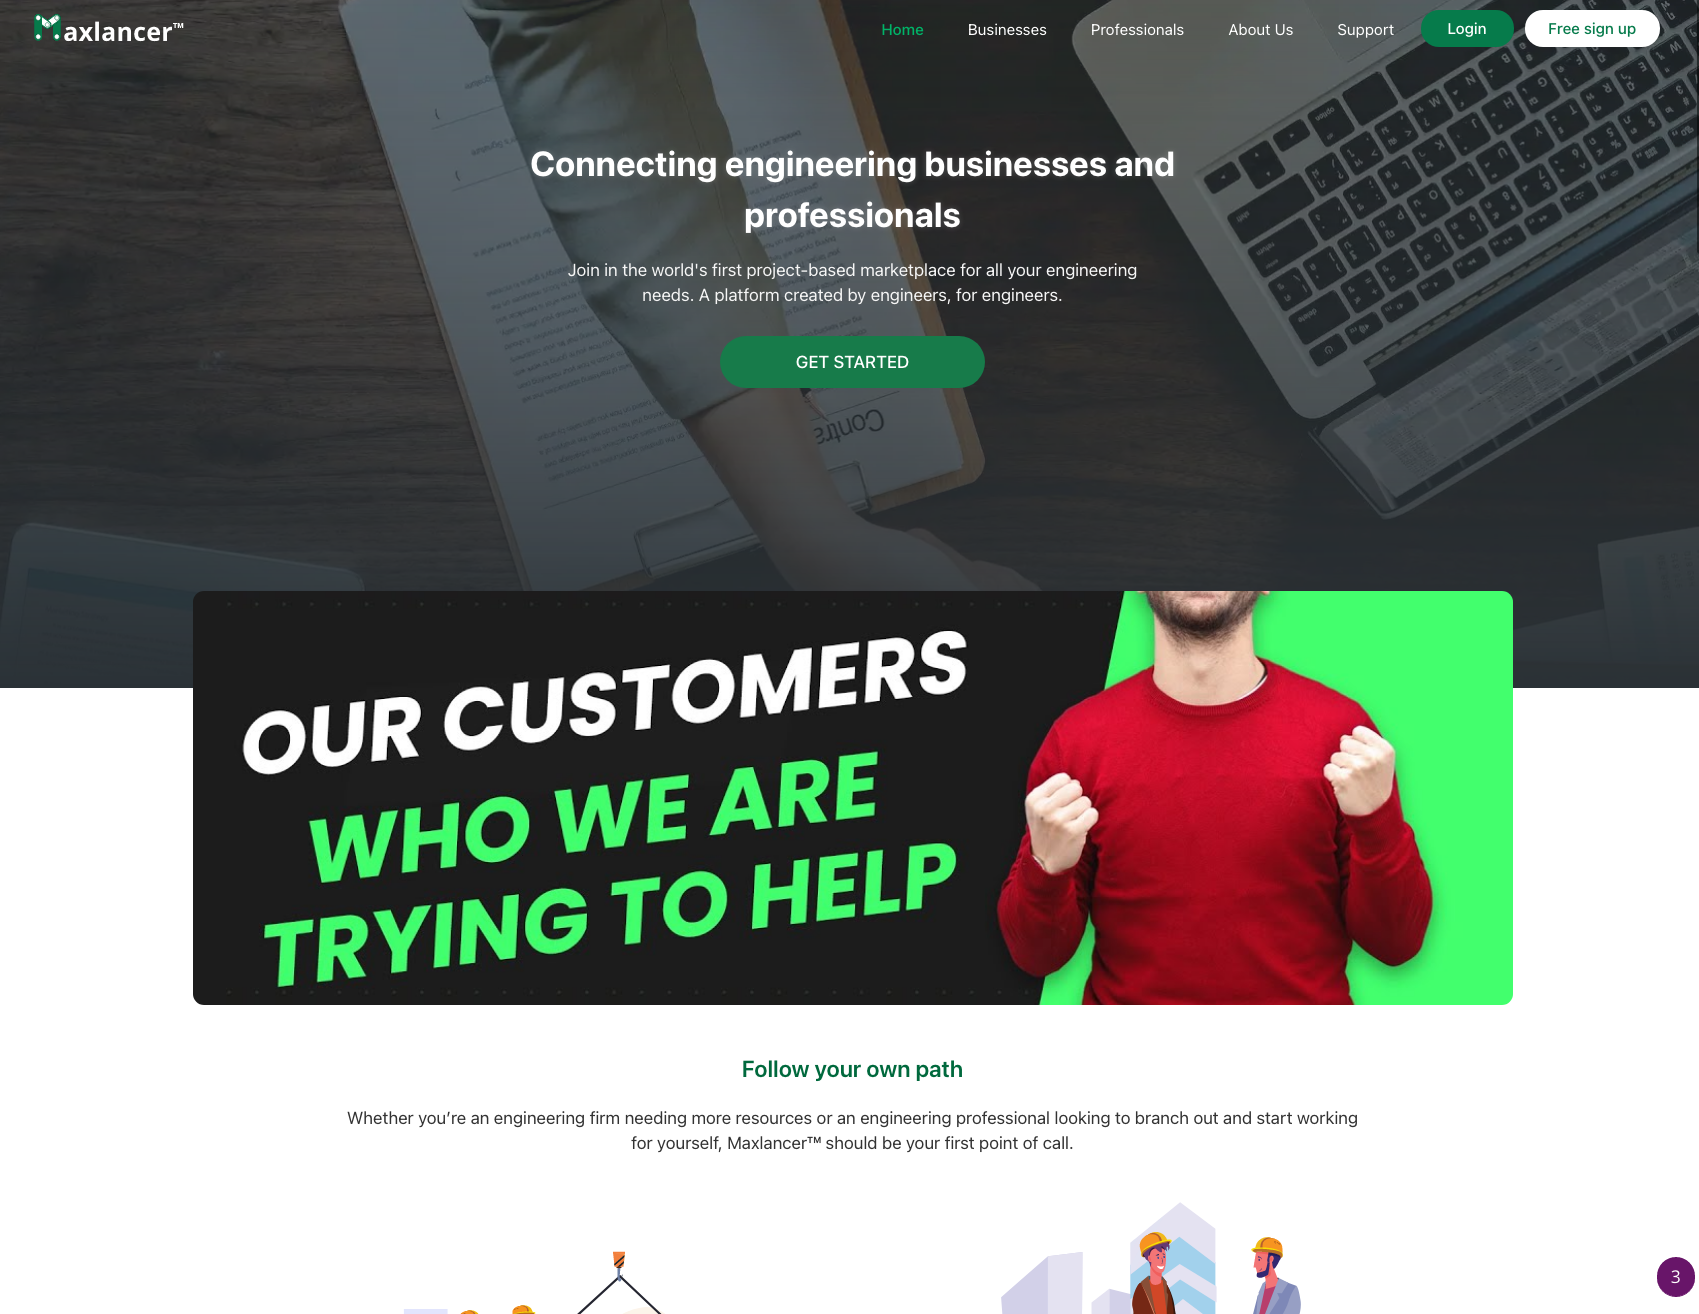 Maxlancer™
Home
Businesses
Professionals
About Us
Support
Login
Free sign up
Connecting engineering businesses and
professionals
Join in the world's first project-based marketplace for all your engineering
needs. A platform created by engineers, for engineers.
GET STARTED
OUR CUSTOMERS
WHO WE ARE
TRYING TO HELP
Follow your own path
Whether you’re an engineering firm needing more resources or an engineering professional looking to branch out and start working
for yourself, Maxlancer™ should be your first point of call.
3